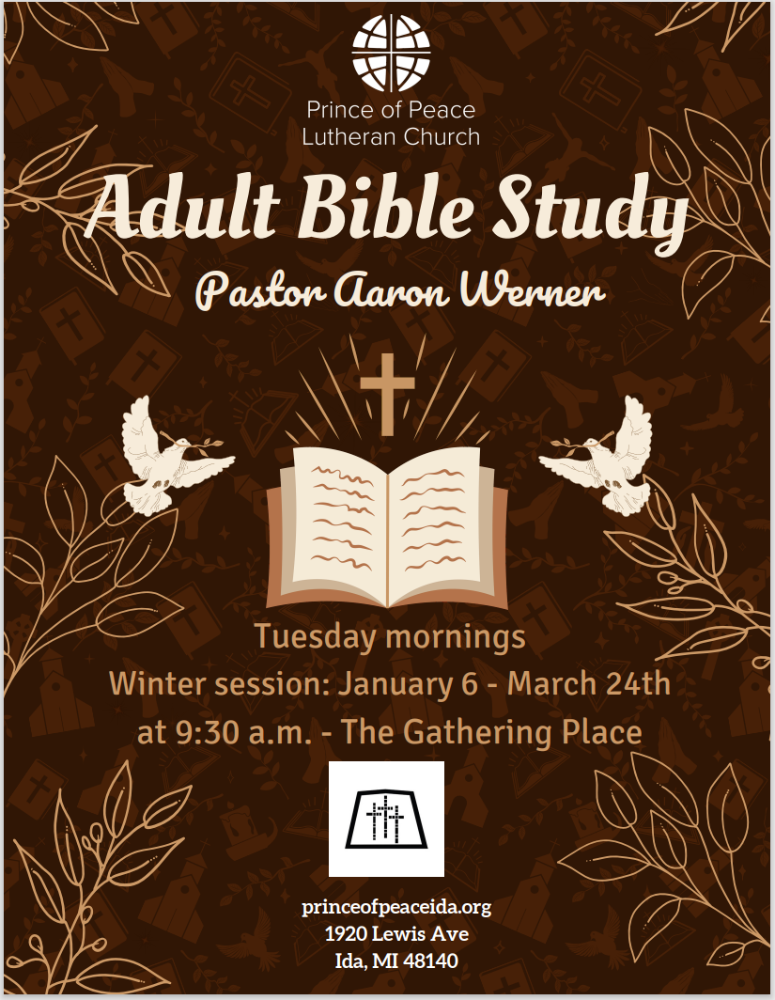 Prince of Peace
Lutheran Church
Adult Bible Study
Pastor Aaron Werner
Tuesday mornings
Winter session: January 6 - March 24th
at 9:30 a.m. - The Gathering Place
princeofpeaceida.org
1920 Lewis Ave
Ida, MI 48140